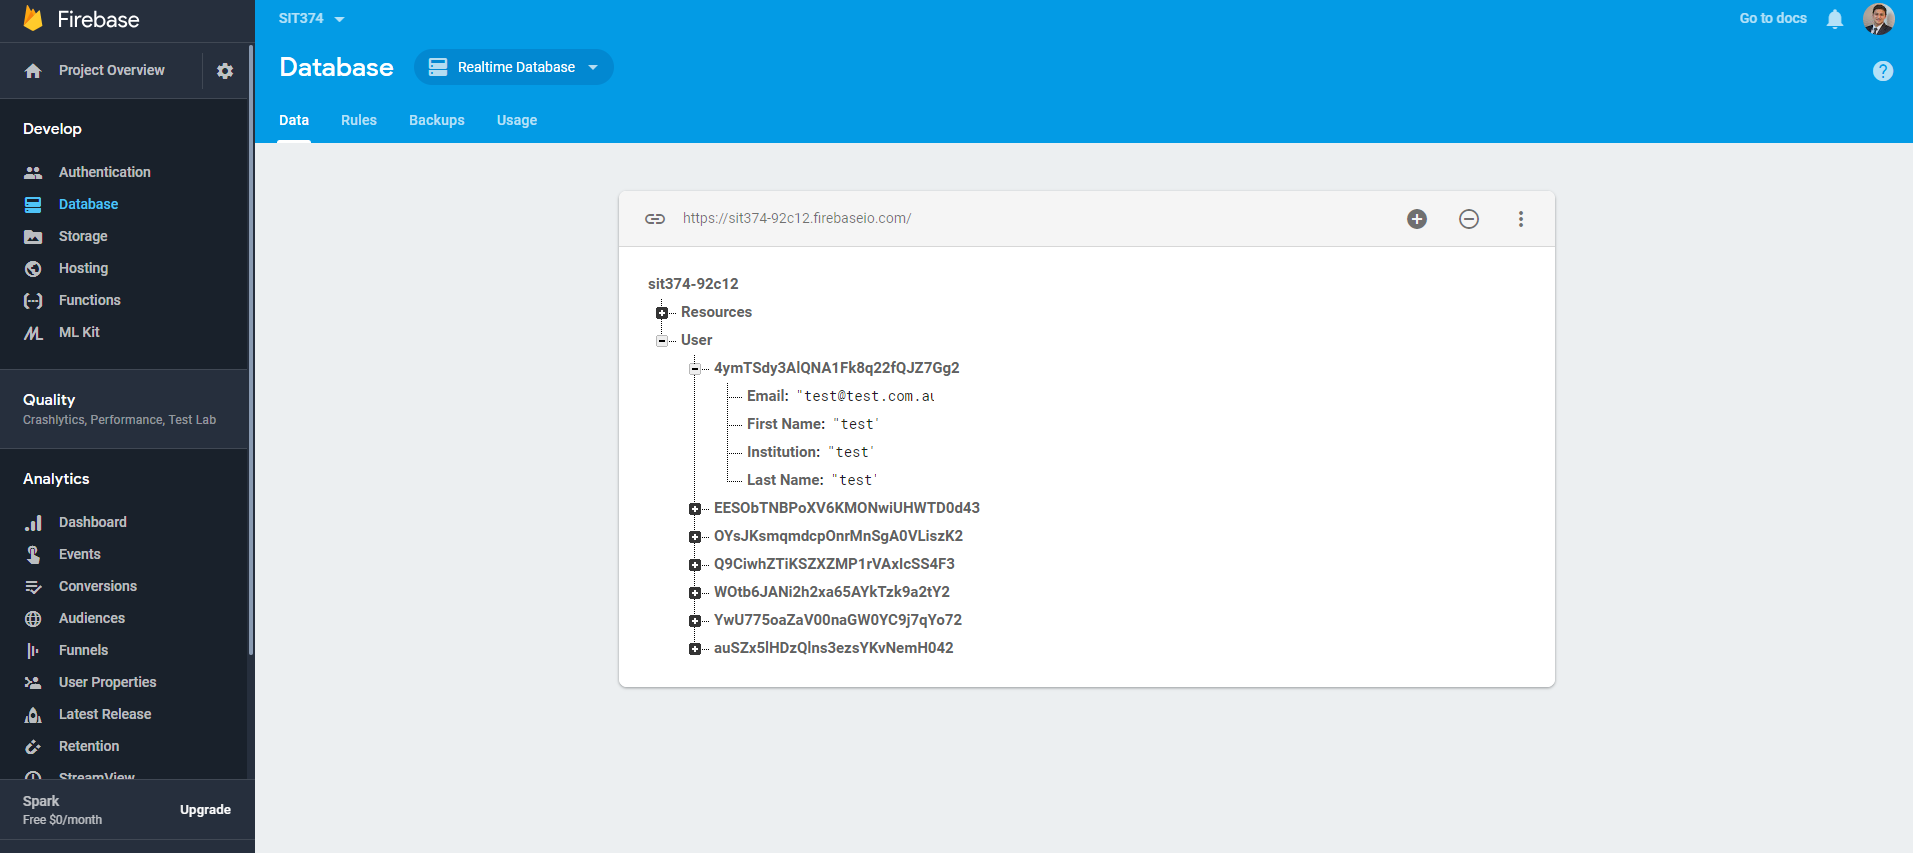 Firebase
Project Overview
Develop
Authentication
Database
Storage
Hosting
Functions
ML Kit
Quality
Crashlytics, Performance, Test Lab
Analytics
Dashboard
Events
Conversions
Audiences
Funnels
User Properties
Latest Release
Retention
StreamView
Spark
Free $0/month
Upgrade
SIT374
Go to docs
Database
Realtime Database
Data Rules Backups Usage
https://sit374-92c12.firebaseio.com/
sit374-92c12
Resources
User
4ymTSdy3AlQNA1Fk8q22fQJZ7Gg2
Email: "test@test.com.au
First Name: "test"
Institution: "test"
Last Name: "test"
EESObTNBPoXV6KMONwiUHWTD0d43
OYsJKsmqmdcpOnrMnSgA0VLiszK2
Q9CiwhZTiKSZXZMP1rVAxIcSS4F3
WOtb6JANi2h2xa65AYkTzk9a2tY2
YwU775oaZaV00naGW0YC9j7qYo72
auSZx5lHDzQlns3ezsYKvNemH042